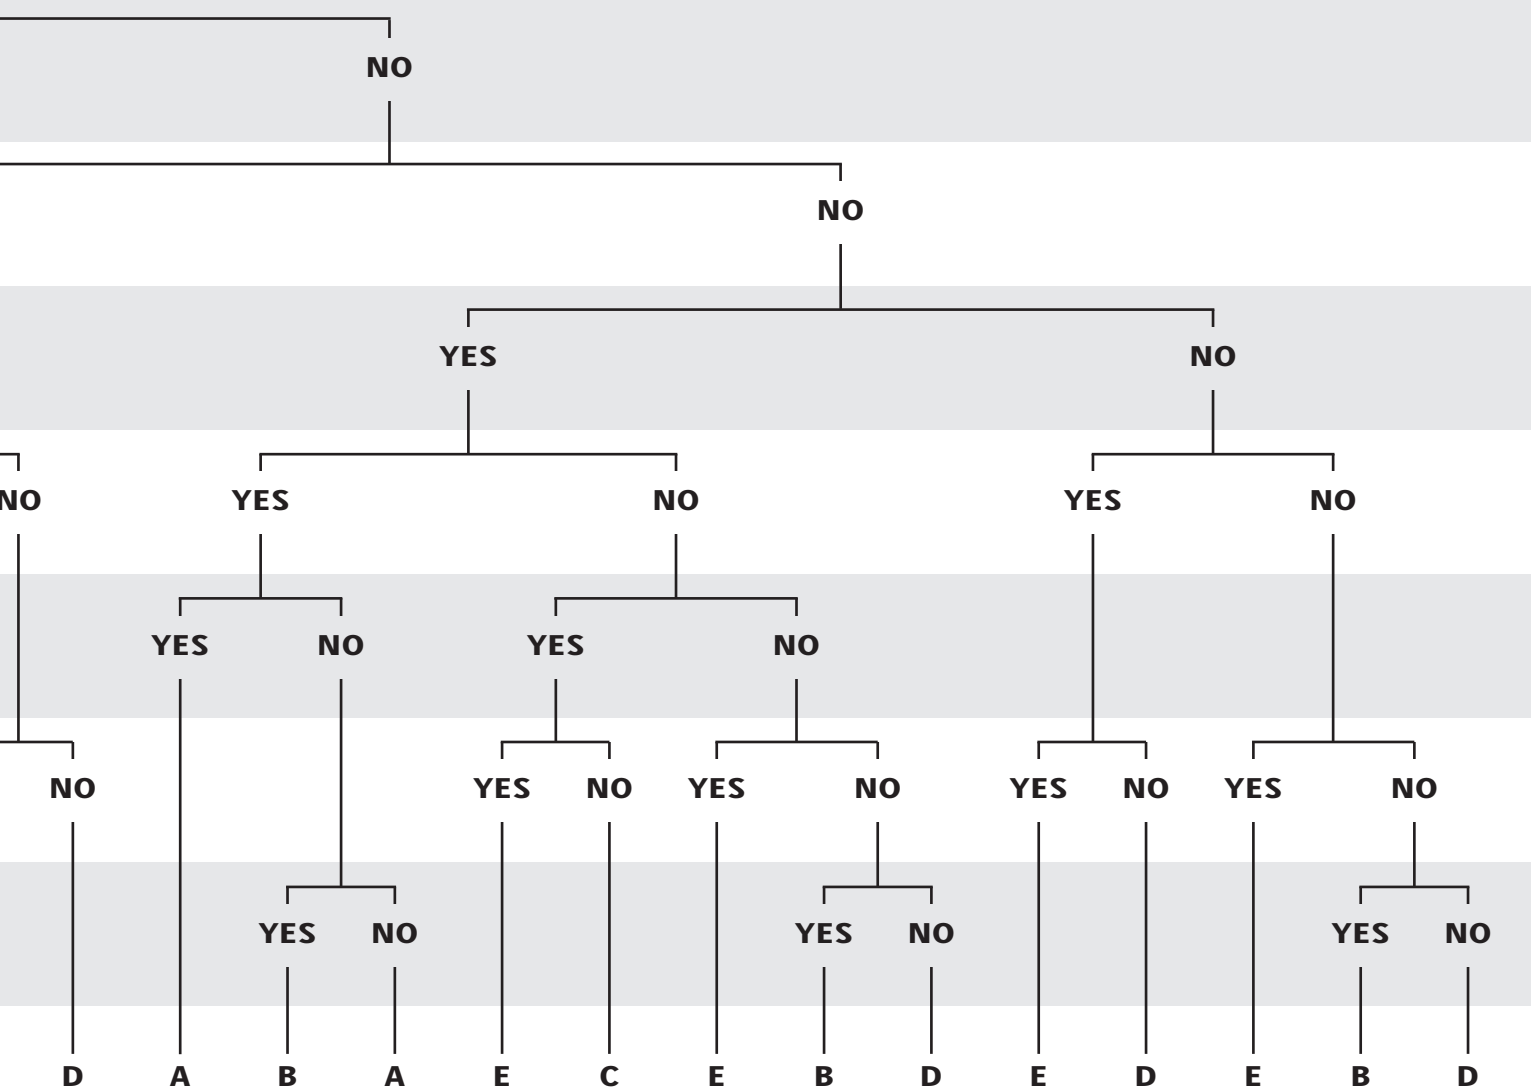 NO
NO
YES NO
NO YES NO YES NO
YES NO YES NO
NO YES NO YES NO YES NO YES NO
YES NO YES NO YES NO
D A B A E C E B D E D E B D